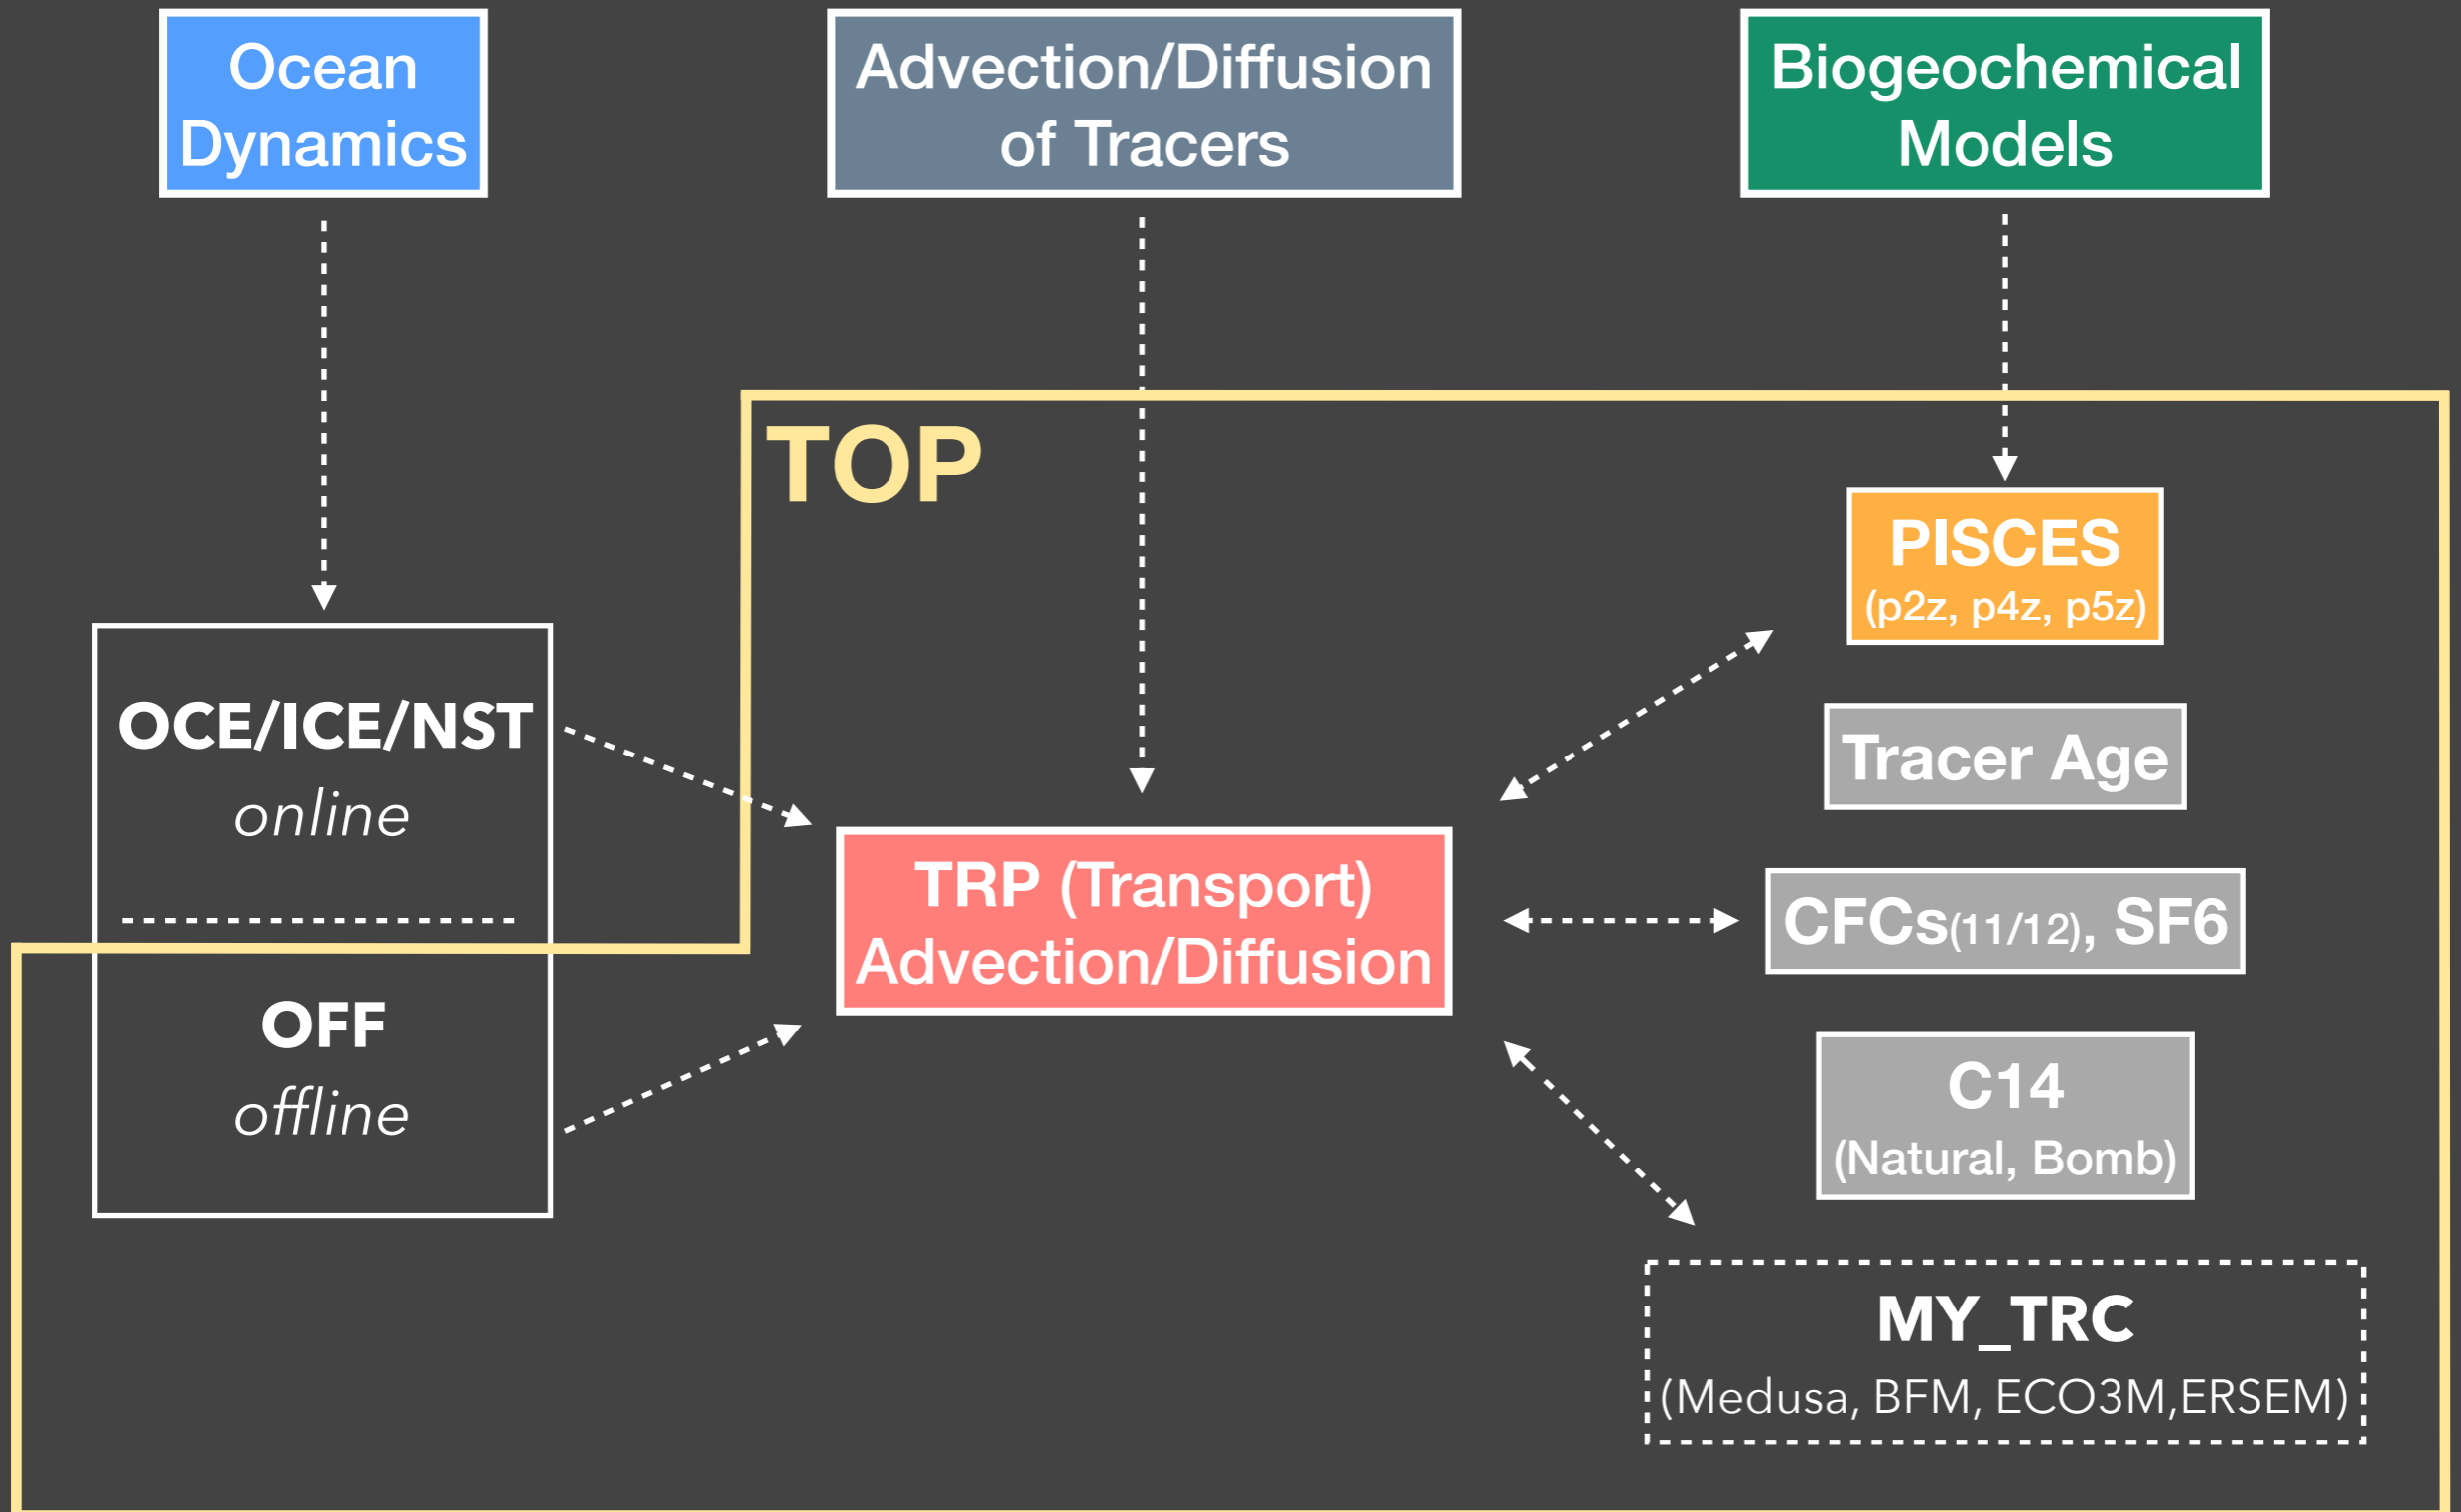 Ocean
Dynamics
Advection/Diffusion
of Tracers
Biogeochemical
Models
TOP
OCE/ICE/NST
online
OFF
offline
TRP (Transport)
Advection/Diffusion
PISCES
(p2z, p4z, p5z)
Tracer Age
CFCs(11/12), SF6
C14
(Natural, Bomb)
MY_TRC
(Medusa, BFM, ECO3M,ERSEM)